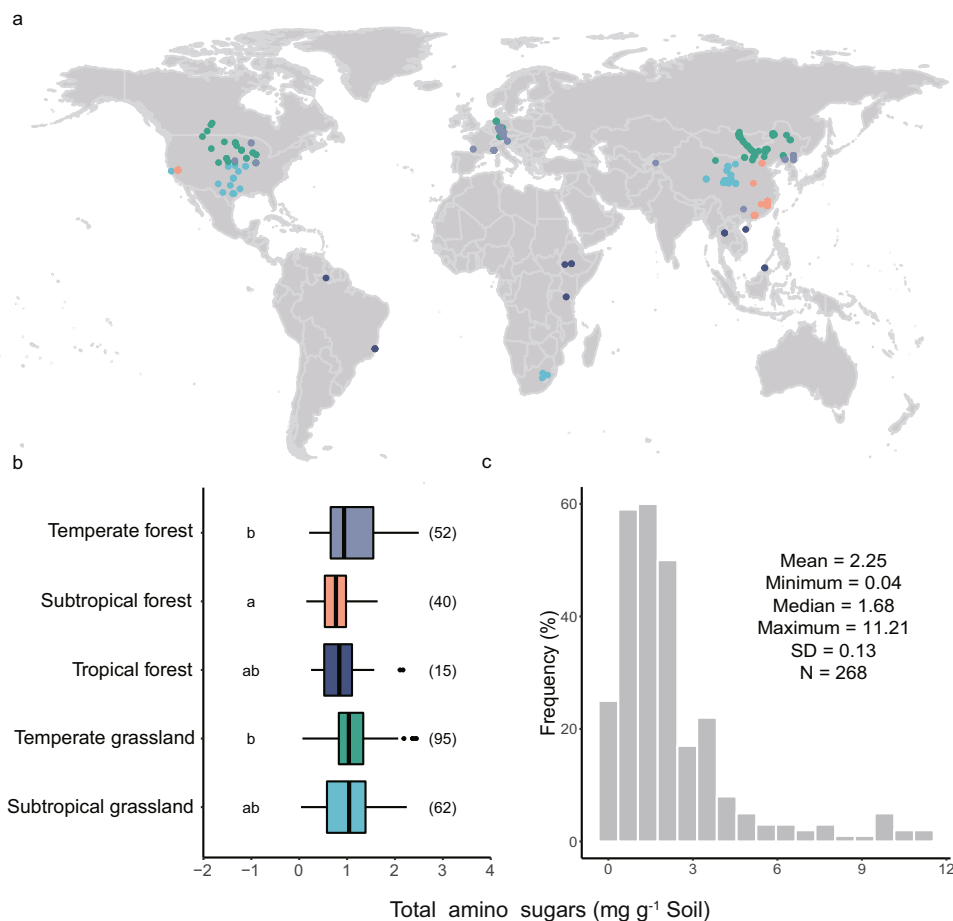 a
b
c
Temperate forest
b
(52)
Subtropical forest
a
(40)
Tropical forest
ab
(15)
Temperate grassland
b
(95)
Subtropical grassland
ab
(62)
−2
−1
0
1
2
3
4
Frequency (%)
60
40
20
0
Mean = 2.25
Minimum = 0.04
Median = 1.68
Maximum = 11.21
SD = 0.13
N = 268
0
3
6
9
12
Total amino sugars (mg g⁻¹ Soil)